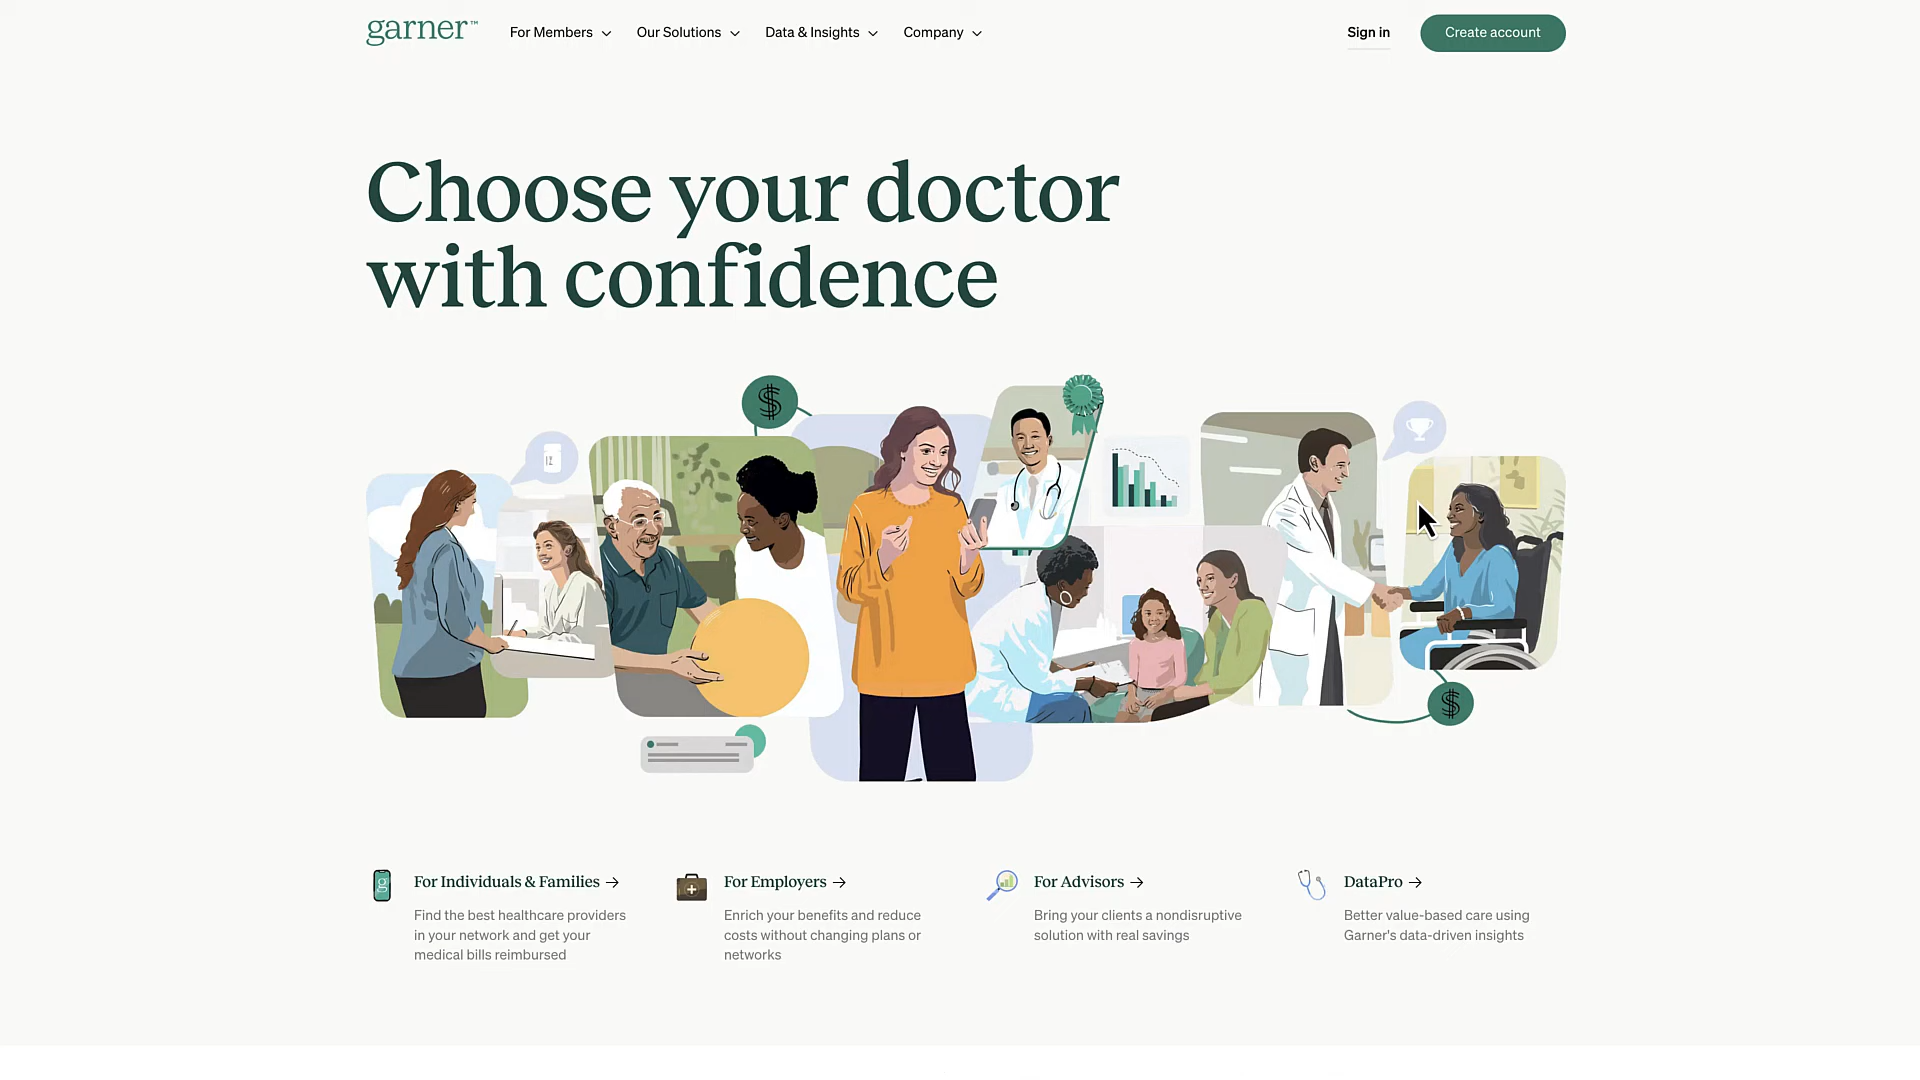 garner™
For Members
Our Solutions
Data & Insights
Company
Sign in
Create account
Choose your doctor
with confidence
$
$
For Individuals & Families →
Find the best healthcare providers
in your network and get your
medical bills reimbursed
For Employers →
Enrich your benefits and reduce
costs without changing plans or
networks
For Advisors →
Bring your clients a nondisruptive
solution with real savings
DataPro →
Better value-based care using
Garner's data-driven insights